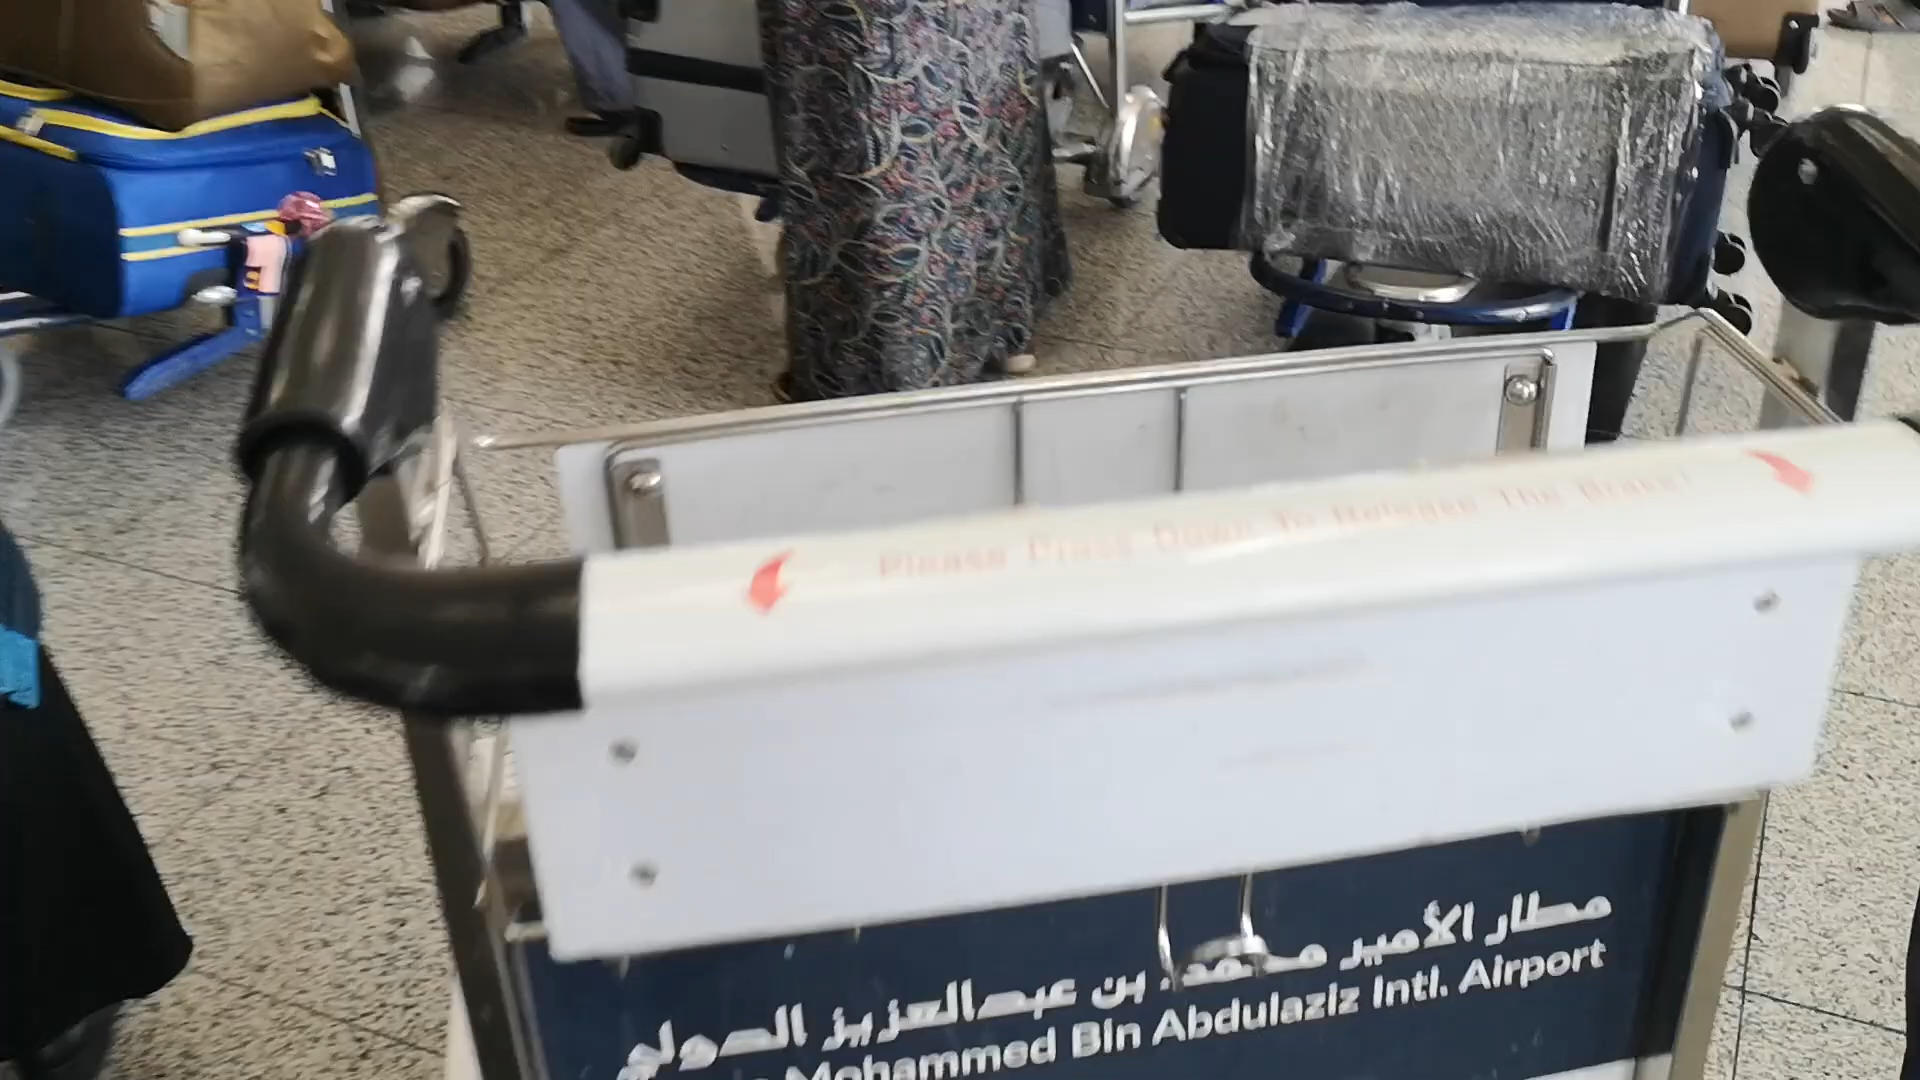 Please Press Down To Release The Brake!
مطار الأمير محمد بن عبدالعزيز الدولي
Mohammed Bin Abdulaziz Intl. Airport